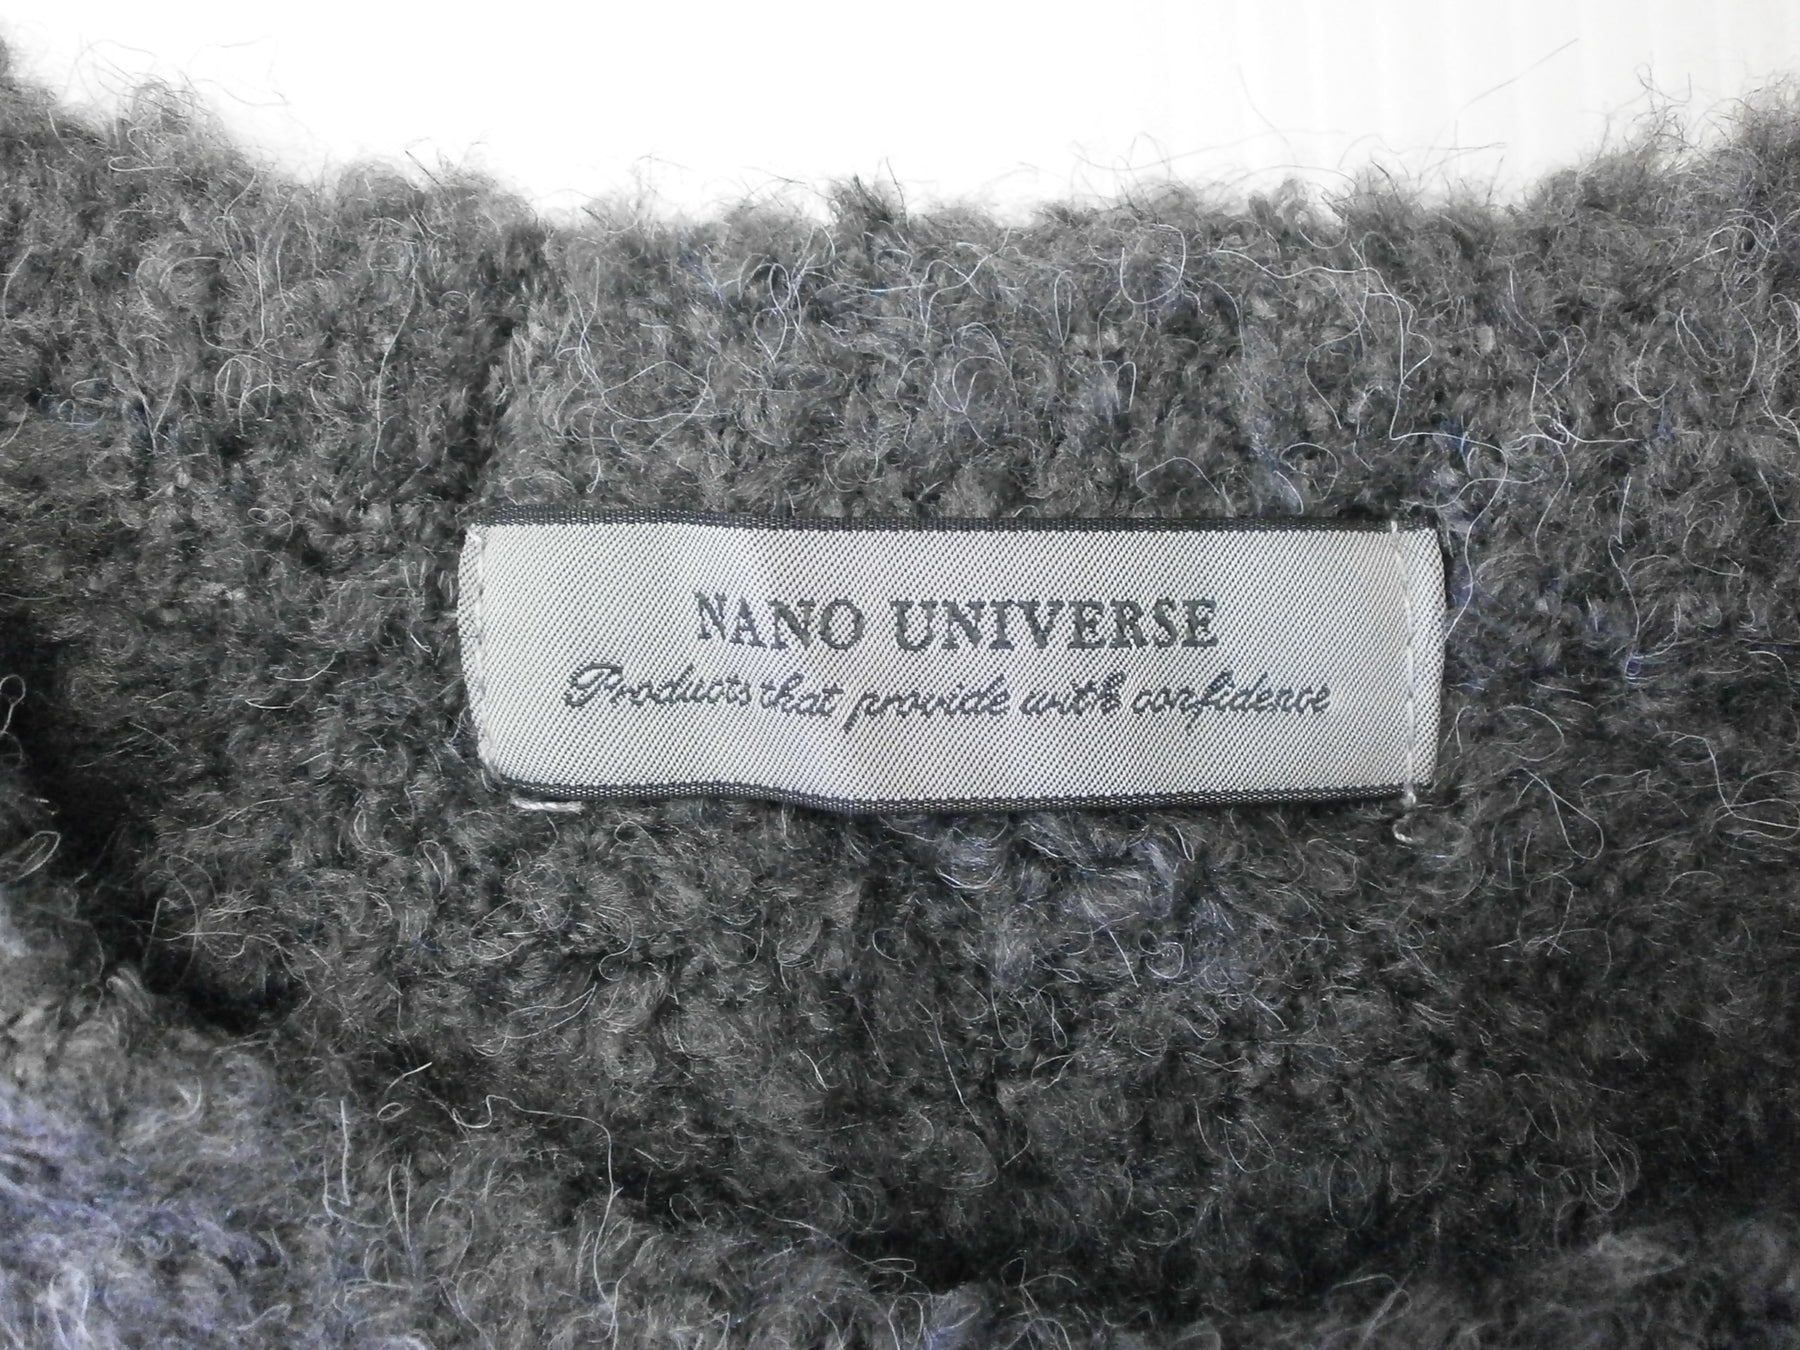 NANO UNIVERSE
Products that provide with confidence